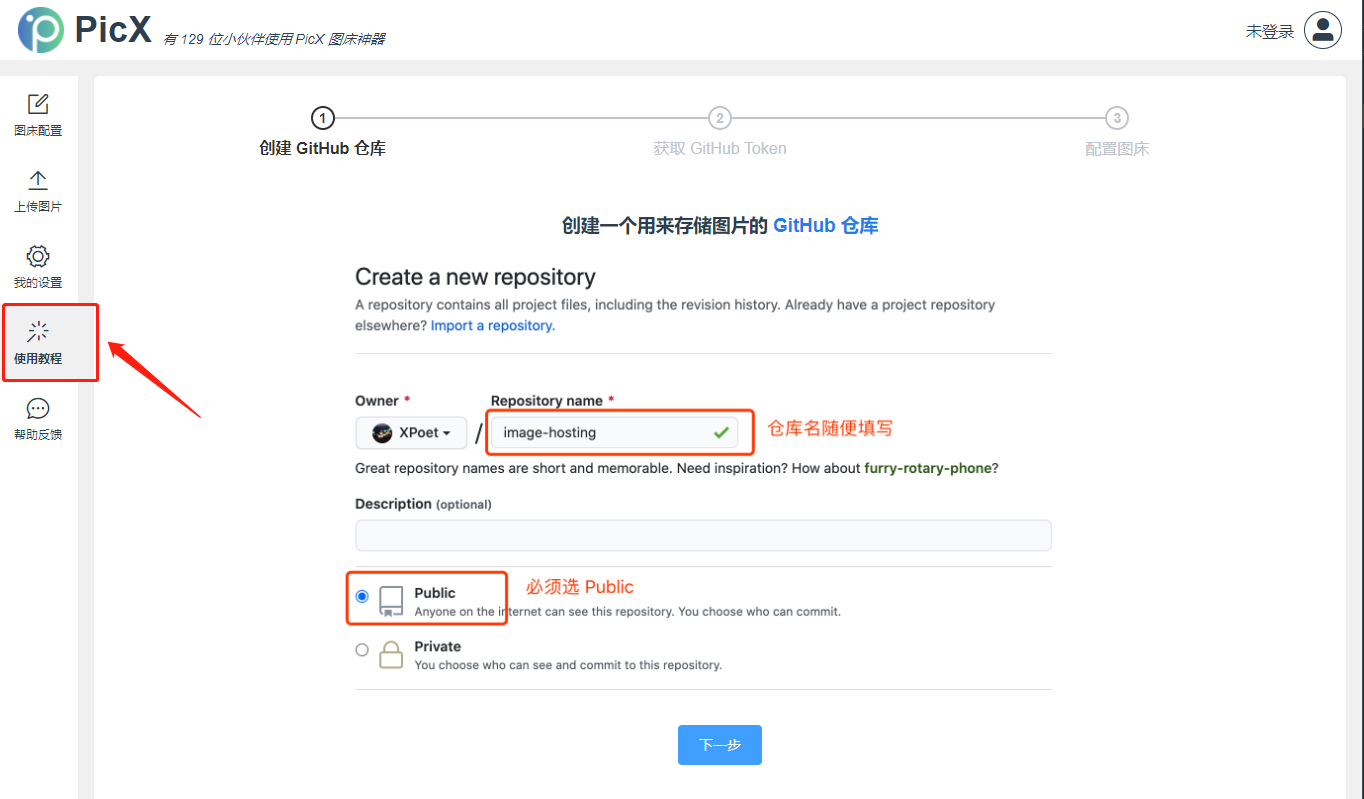 PicX 有 129 位小伙伴使用 PicX 图床神器
未登录
图床配置
上传图片
我的设置
使用教程
帮助反馈
1
2
3
创建 GitHub 仓库
获取 GitHub Token
配置图床
创建一个用来存储图片的 GitHub 仓库
Create a new repository
A repository contains all project files, including the revision history. Already have a project repository
elsewhere? Import a repository.
Owner * Repository name *
XPoet / image-hosting 仓库名随便填写
Great repository names are short and memorable. Need inspiration? How about furry-rotary-phone?
Description (optional)
Public 必须选 Public
Anyone on the internet can see this repository. You choose who can commit.
Private
You choose who can see and commit to this repository.
下一步